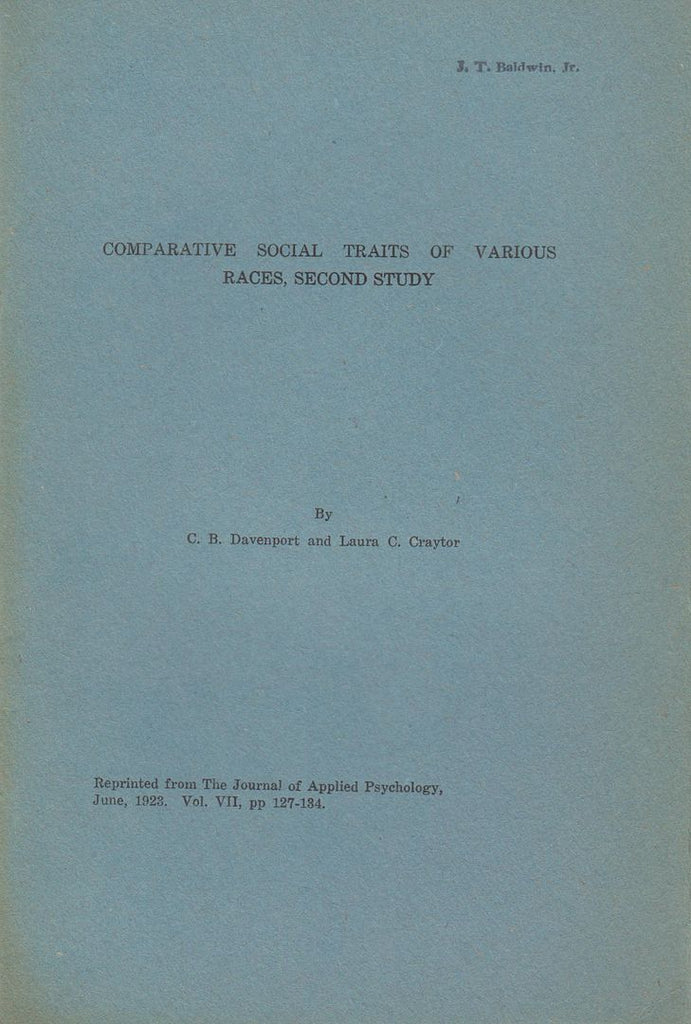 J. T. Baldwin, Jr.
COMPARATIVE SOCIAL TRAITS OF VARIOUS
RACES, SECOND STUDY
By
C. B. Davenport and Laura C. Craytor
Reprinted from The Journal of Applied Psychology,
June, 1923. Vol. VII, pp 127-134.